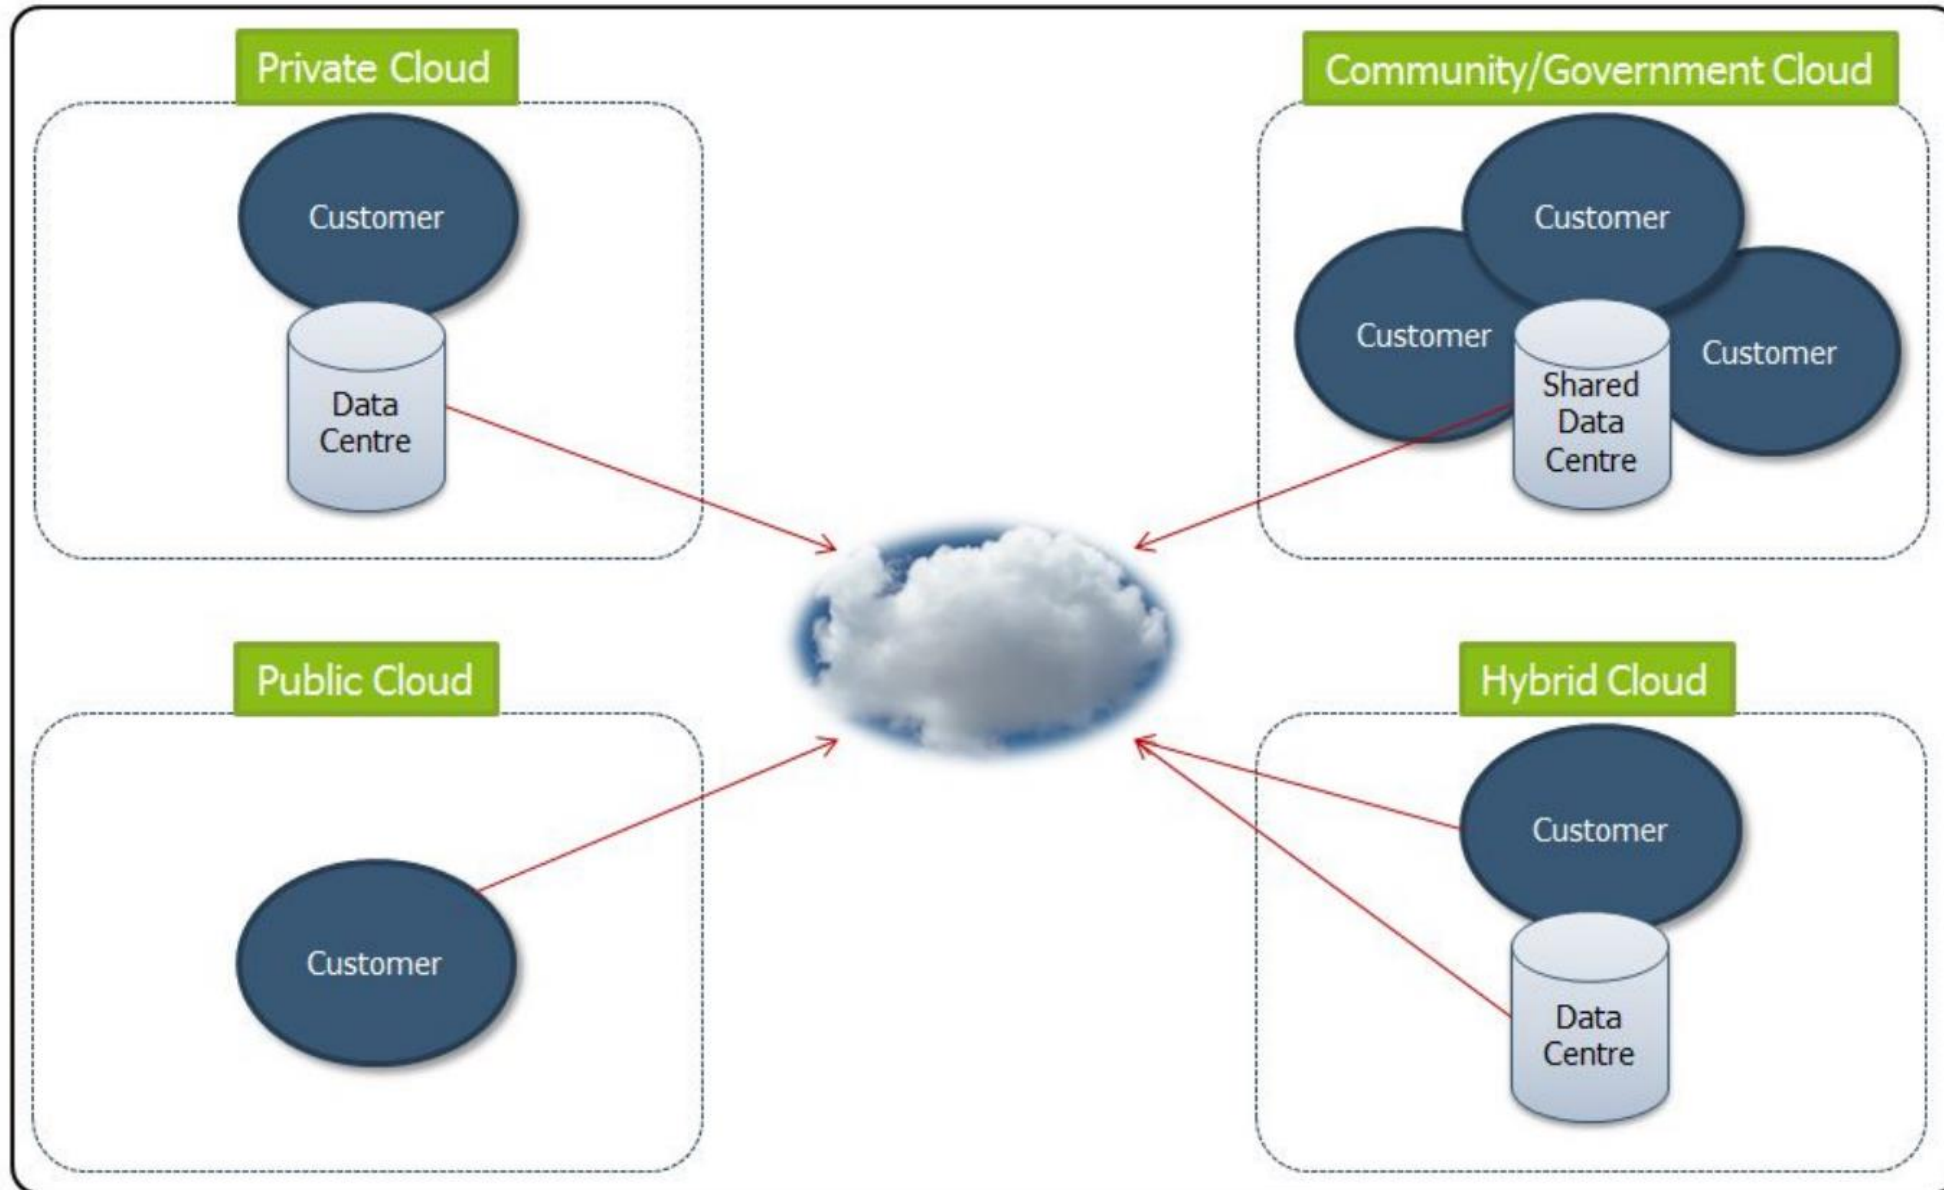 Private Cloud
Customer
Data
Centre
Community/Government Cloud
Customer
Customer
Customer
Shared
Data
Centre
Public Cloud
Customer
Hybrid Cloud
Customer
Data
Centre